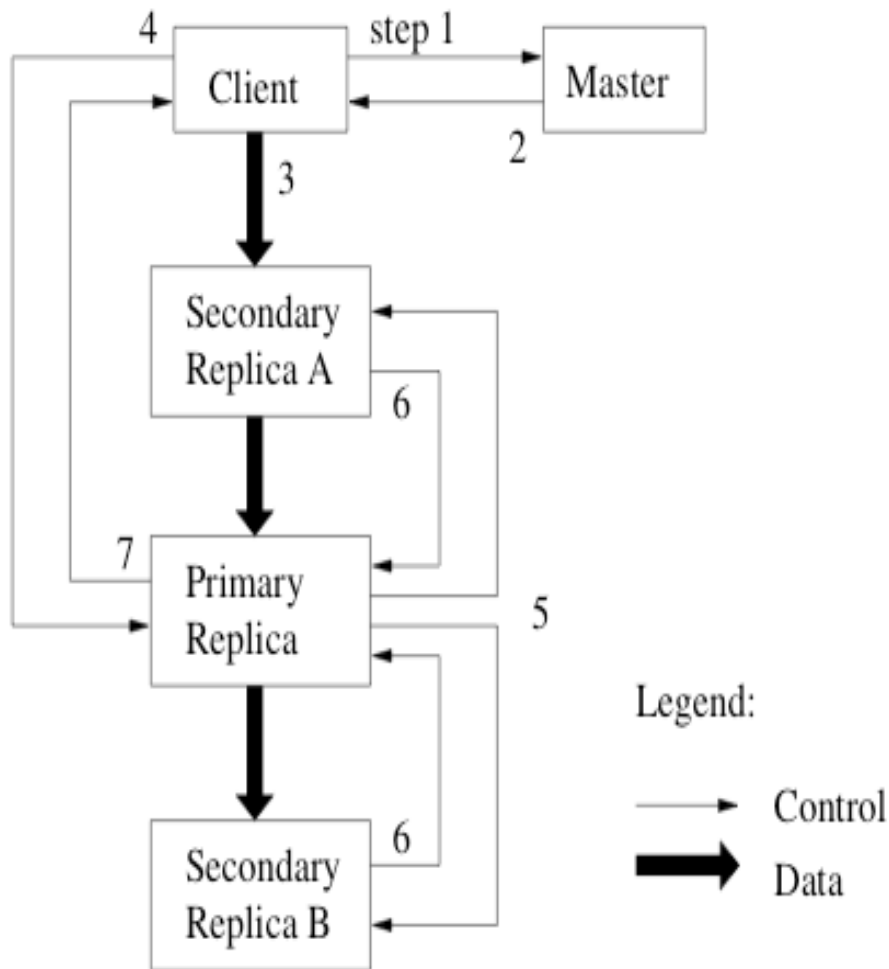 4
step 1
Client
Master
2
3
Secondary
Replica A
6
7
Primary
Replica
5
Legend:
Control
Data
Secondary
Replica B
6